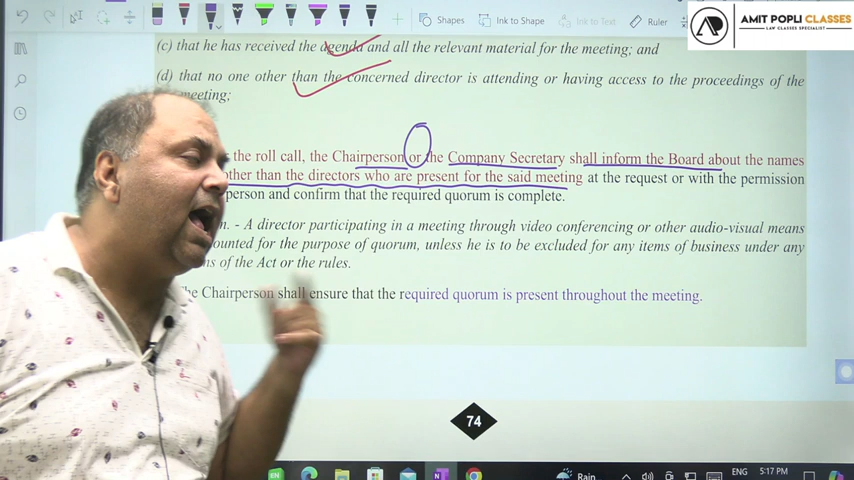 Shapes
Ink to Shape
Ink to Text
Ruler
AMIT POPLI CLASSES
LAW CLASSES SPECIALIST
(c) that he has received the agenda and all the relevant material for the meeting; and
(d) that no one other than the concerned director is attending or having access to the proceedings of the
meeting;
the roll call, the Chairperson or the Company Secretary shall inform the Board about the names
other than the directors who are present for the said meeting at the request or with the permission
person and confirm that the required quorum is complete.
- A director participating in a meeting through video conferencing or other audio-visual means
ounted for the purpose of quorum, unless he is to be excluded for any items of business under any
ns of the Act or the rules.
he Chairperson shall ensure that the required quorum is present throughout the meeting.
74
Rain
ENG
5:17 PM